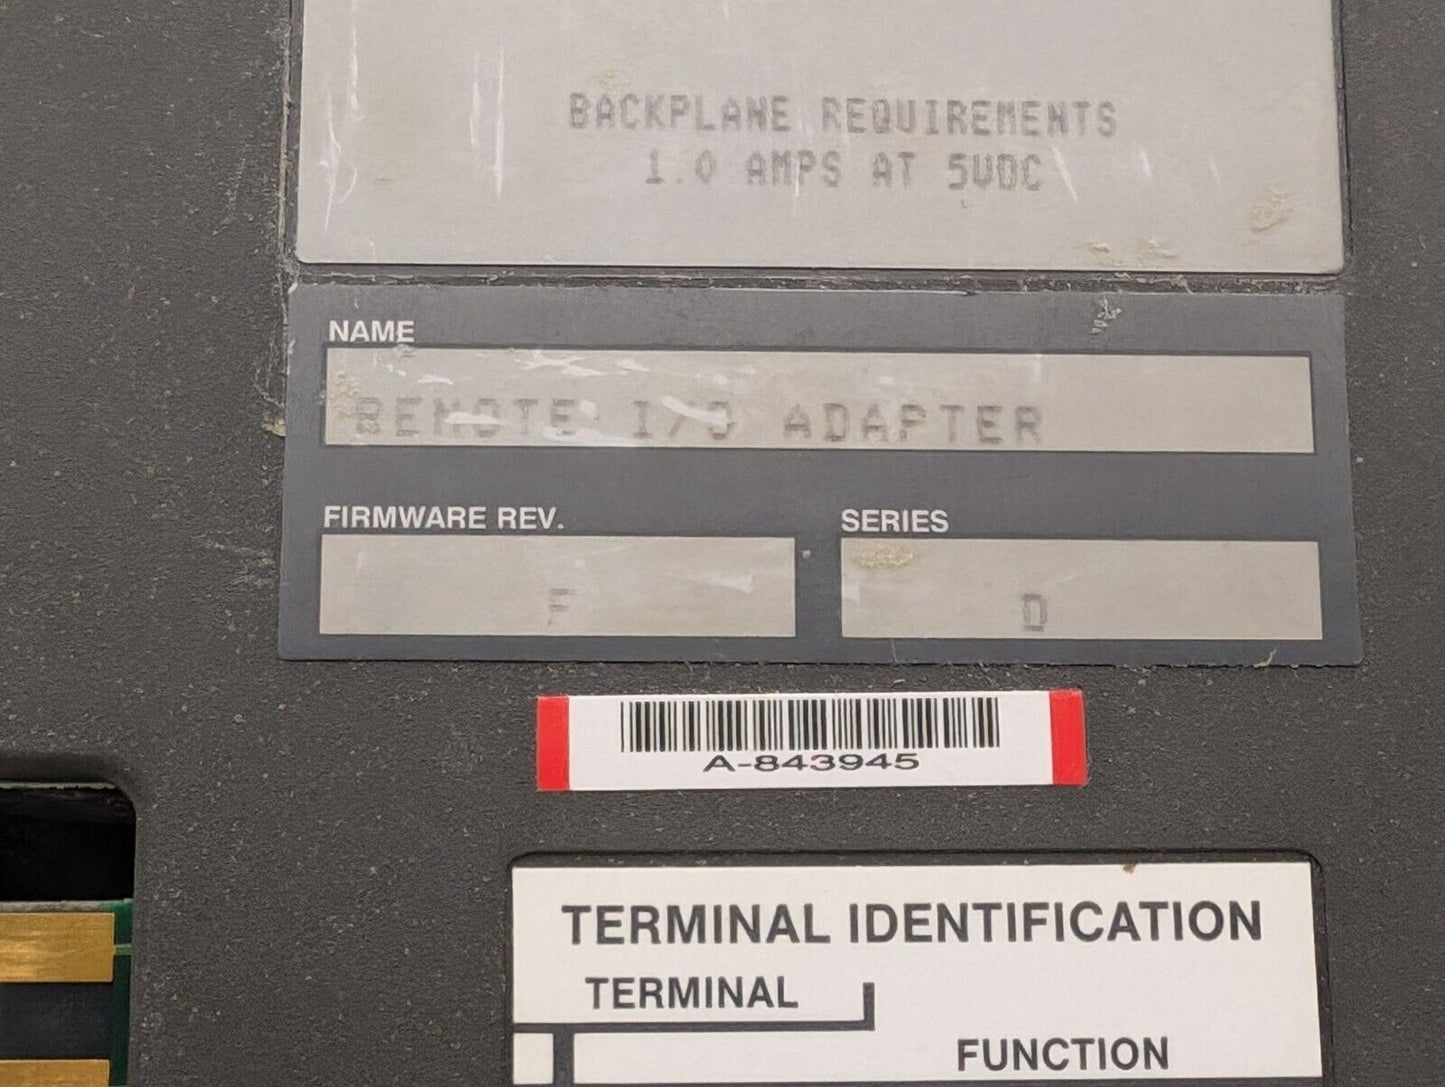 BACKPLANE REQUIREMENTS
1.0 AMPS AT 5VDC
NAME
REMOTE I/O ADAPTER
FIRMWARE REV.
SERIES
F
D
A-843945
TERMINAL IDENTIFICATION
TERMINAL
FUNCTION